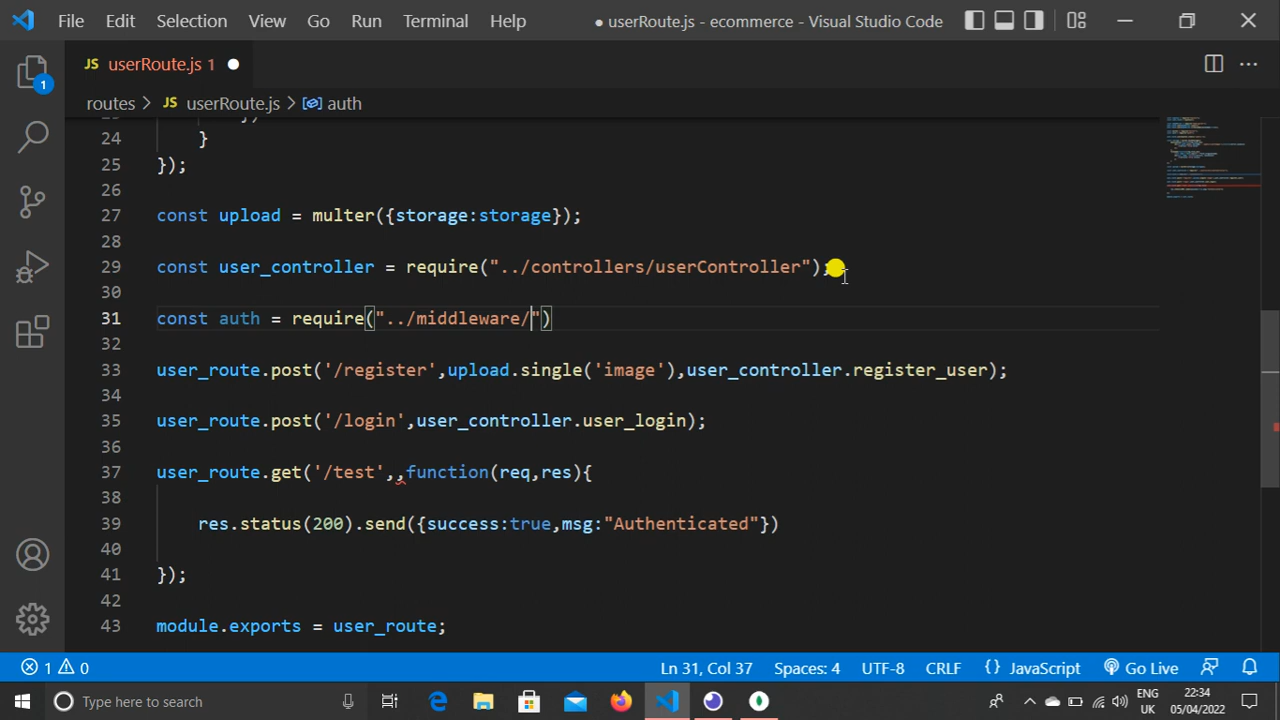 File Edit Selection View Go Run Terminal Help ● userRoute.js - ecommerce - Visual Studio Code
JS userRoute.js 1
routes > JS userRoute.js > auth
1
24 }
25 });
26
27 const upload = multer({storage:storage});
28
29 const user_controller = require("../controllers/userController");
30
31 const auth = require("../middleware/")
32
33 user_route.post('/register',upload.single('image'),user_controller.register_user);
34
35 user_route.post('/login',user_controller.user_login);
36
37 user_route.get('/test',,function(req,res){
38
39 res.status(200).send({success:true,msg:"Authenticated"})
40
41 });
42
43 module.exports = user_route;
1 0 Ln 31, Col 37 Spaces: 4 UTF-8 CRLF {} JavaScript Go Live
Type here to search ENG UK 22:34 05/04/2022